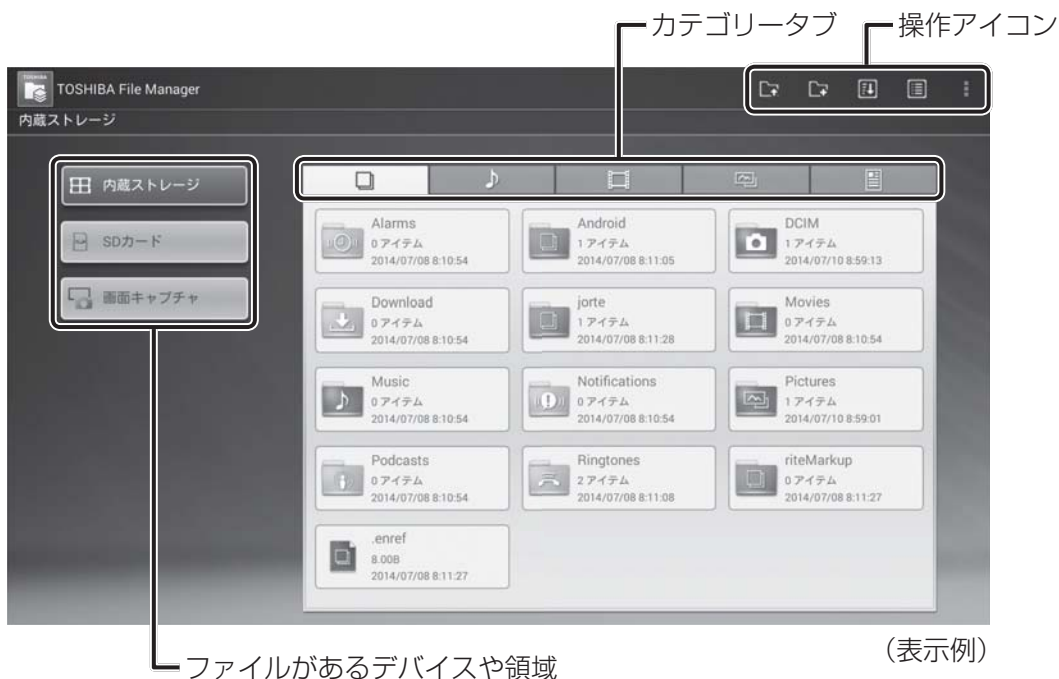 カテゴリータブ
操作アイコン
TOSHIBA
TOSHIBA File Manager
内蔵ストレージ
内蔵ストレージ
SDカード
画面キャプチャ
Alarms
0 アイテム
2014/07/08 8:10:54
Android
1 アイテム
2014/07/08 8:11:05
DCIM
1 アイテム
2014/07/10 8:59:13
Download
0 アイテム
2014/07/08 8:10:54
jorte
1 アイテム
2014/07/08 8:11:28
Movies
0 アイテム
2014/07/08 8:10:54
Music
0 アイテム
2014/07/08 8:10:54
Notifications
0 アイテム
2014/07/08 8:10:54
Pictures
1 アイテム
2014/07/10 8:59:01
Podcasts
0 アイテム
2014/07/08 8:10:54
Ringtones
2 アイテム
2014/07/08 8:11:08
riteMarkup
0 アイテム
2014/07/08 8:11:27
.enref
8.00B
2014/07/08 8:11:27
(表示例)
ファイルがあるデバイスや領域